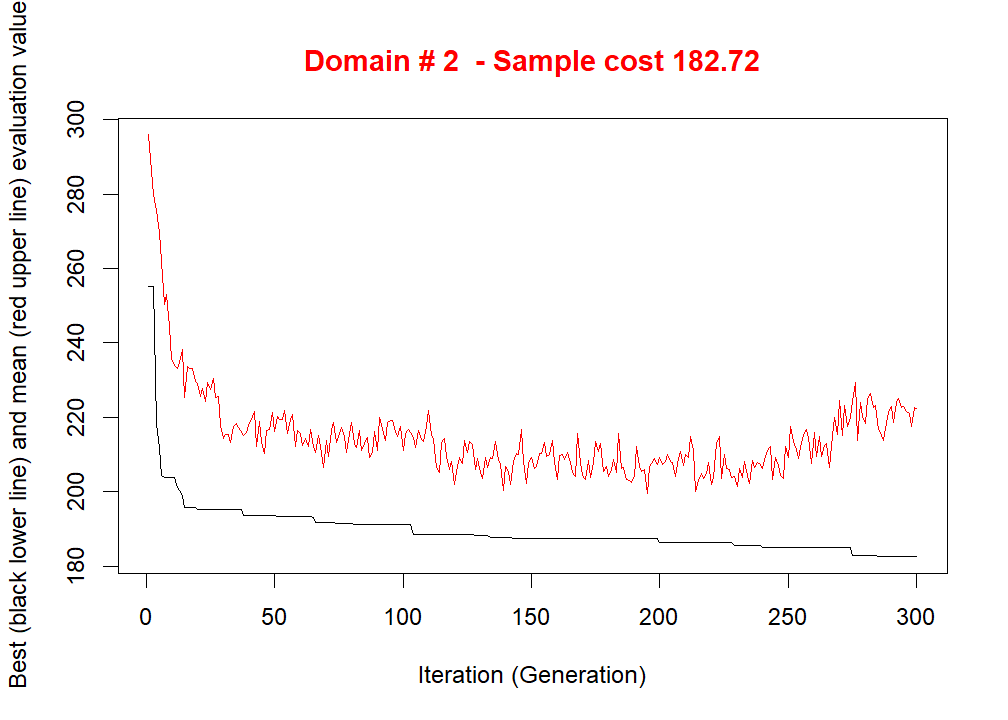 Domain # 2  - Sample cost 182.72
Best (black lower line) and mean (red upper line) evaluation value
300
280
260
240
220
200
180
0 50 100 150 200 250 300
Iteration (Generation)